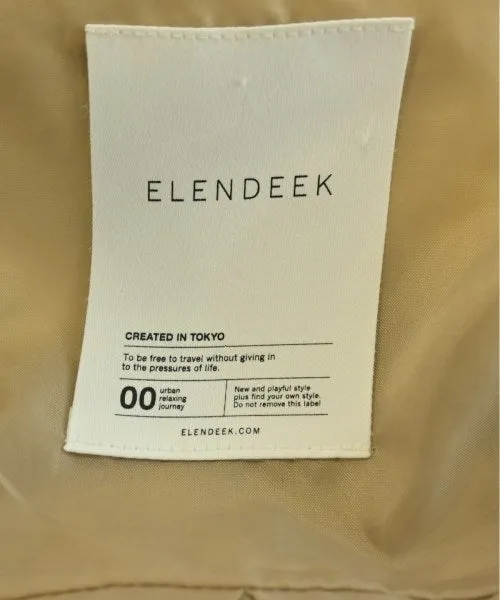 ELENDEEK
CREATED IN TOKYO
To be free to travel without giving in
to the pressures of life.
00
urban
relaxing
journey
New and playful style
plus find your own style.
Do not remove this label
ELENDEEK.COM